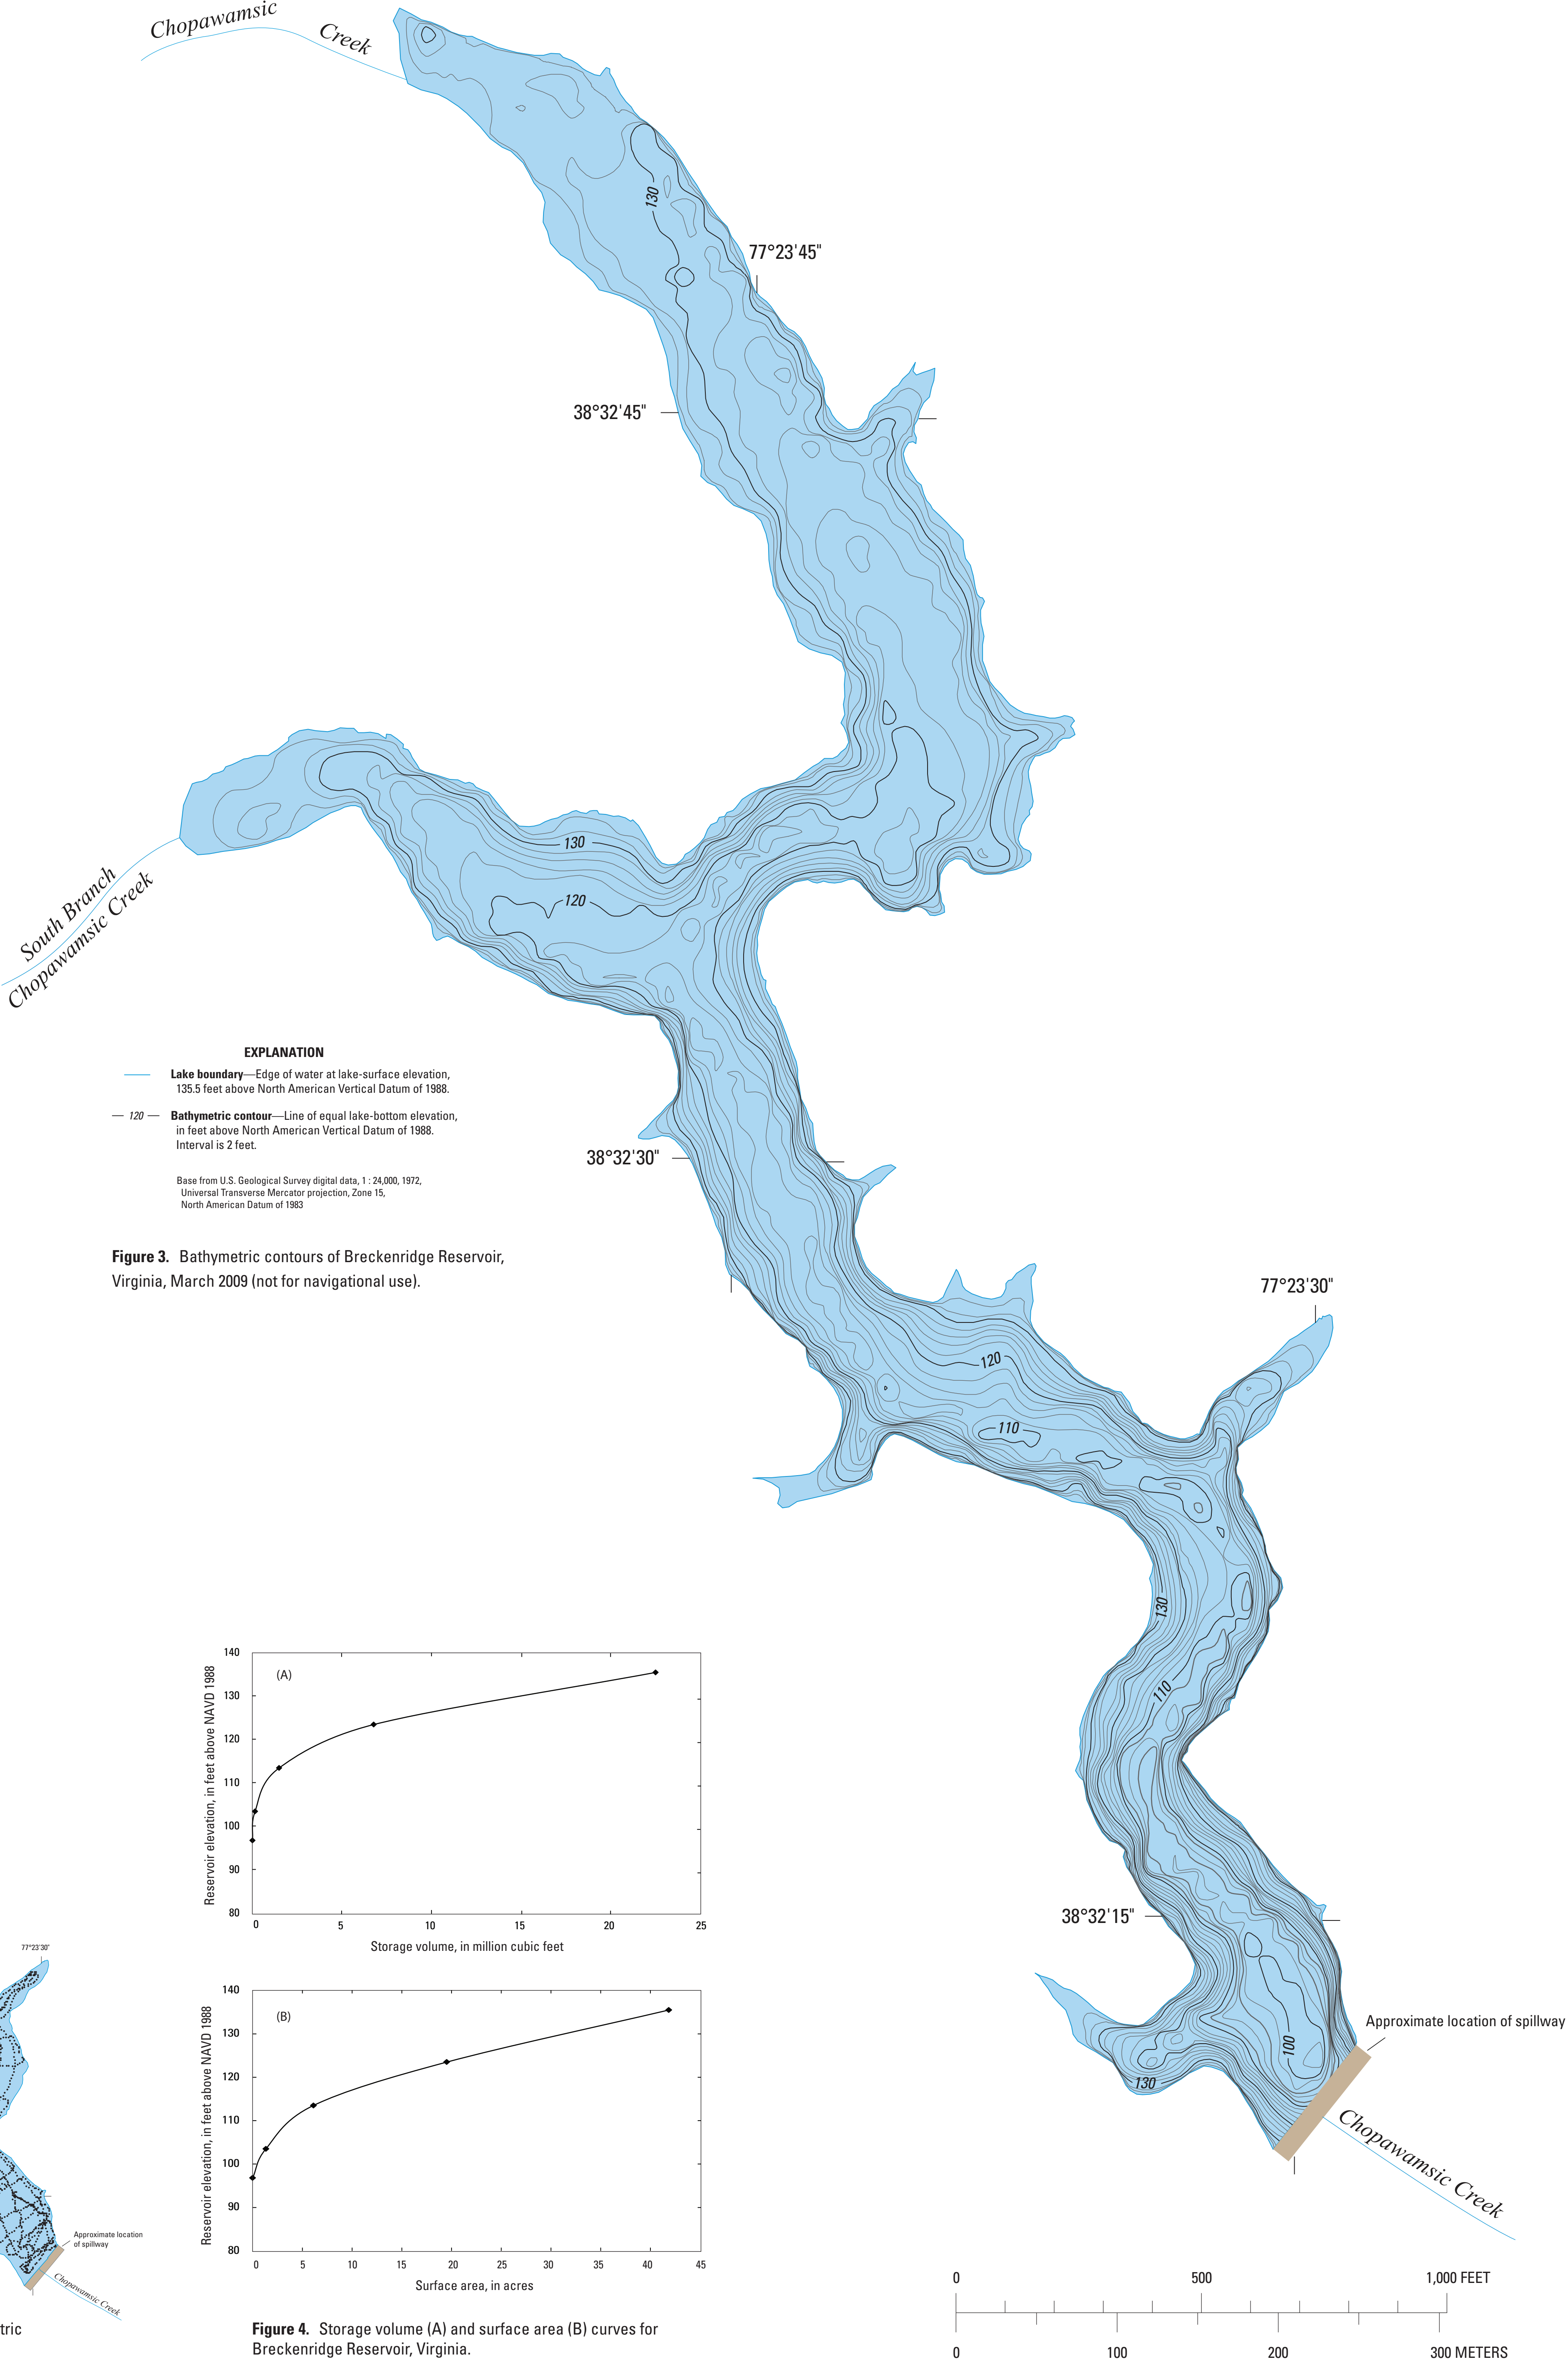 Chopawamsic
Creek
130
77°23'45"
38°32'45"
130
120
South Branch
Chopawamsic Creek
EXPLANATION
Lake boundary—Edge of water at lake-surface elevation,
135.5 feet above North American Vertical Datum of 1988.
120
Bathymetric contour—Line of equal lake-bottom elevation,
in feet above North American Vertical Datum of 1988.
Interval is 2 feet.
Base from U.S. Geological Survey digital data, 1 : 24,000, 1972,
Universal Transverse Mercator projection, Zone 15,
North American Datum of 1983
38°32'30"
Figure 3. Bathymetric contours of Breckenridge Reservoir,
Virginia, March 2009 (not for navigational use).
77°23'30"
120
110
130
110
38°32'15"
100
130
Approximate location of spillway
Chopawamsic Creek
(A)
Reservoir elevation, in feet above NAVD 1988
140
130
120
110
100
90
80
0 5 10 15 20 25
Storage volume, in million cubic feet
(B)
Reservoir elevation, in feet above NAVD 1988
140
130
120
110
100
90
80
0 5 10 15 20 25 30 35 40 45
Surface area, in acres
Figure 4. Storage volume (A) and surface area (B) curves for
Breckenridge Reservoir, Virginia.
77°23'30"
Approximate location
of spillway
Chopawamsic Creek
tric
0 500 1,000 FEET
0 100 200 300 METERS